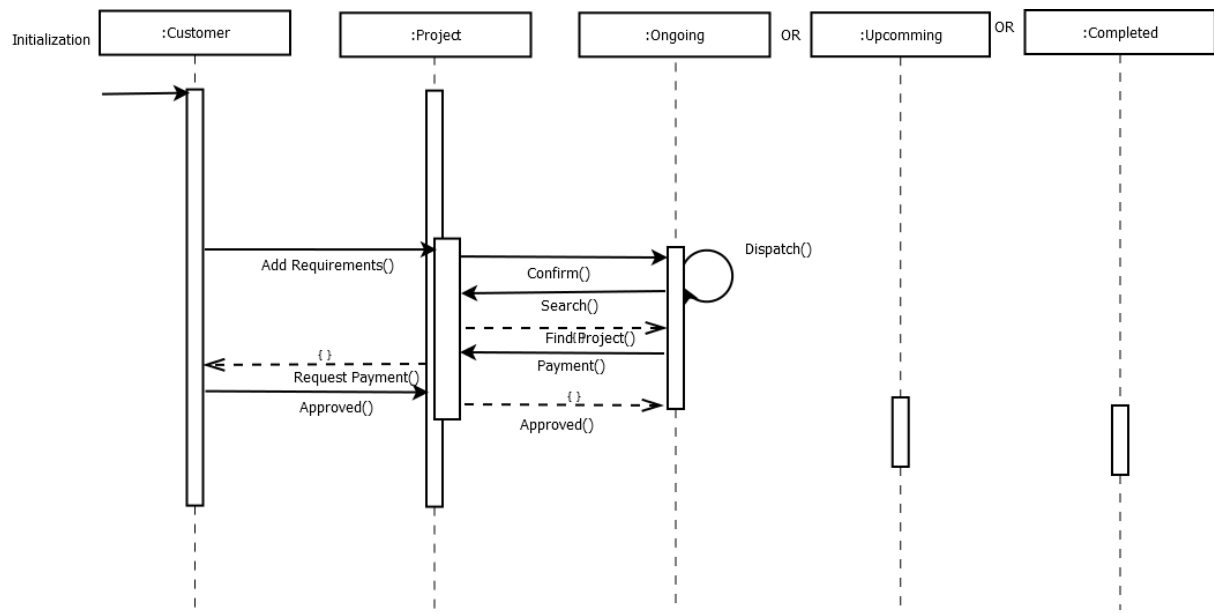 Initialization
:Customer
:Project
:Ongoing
OR
:Upcomming
OR
:Completed
Dispatch()
Add Requirements()
Confirm()
Search()
Find Project()
{ }
Payment()
Request Payment()
{ }
Approved()
Approved()